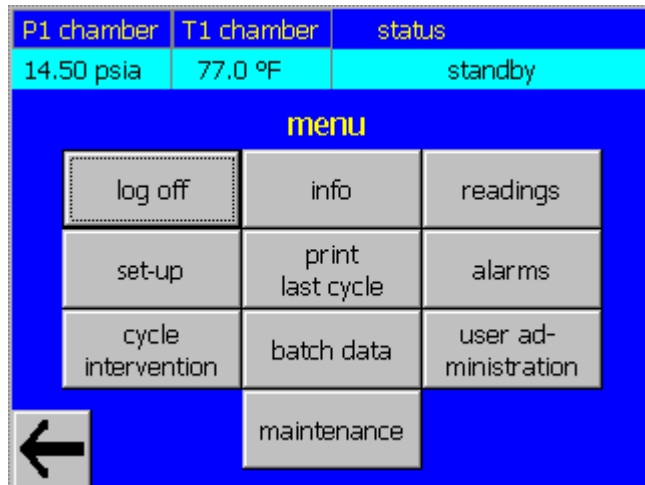 P1 chamber T1 chamber status
14.50 psia 77.0 ºF standby
menu
log off info readings
set-up
print
last cycle
alarms
cycle
intervention
batch data
user ad-
ministration
maintenance